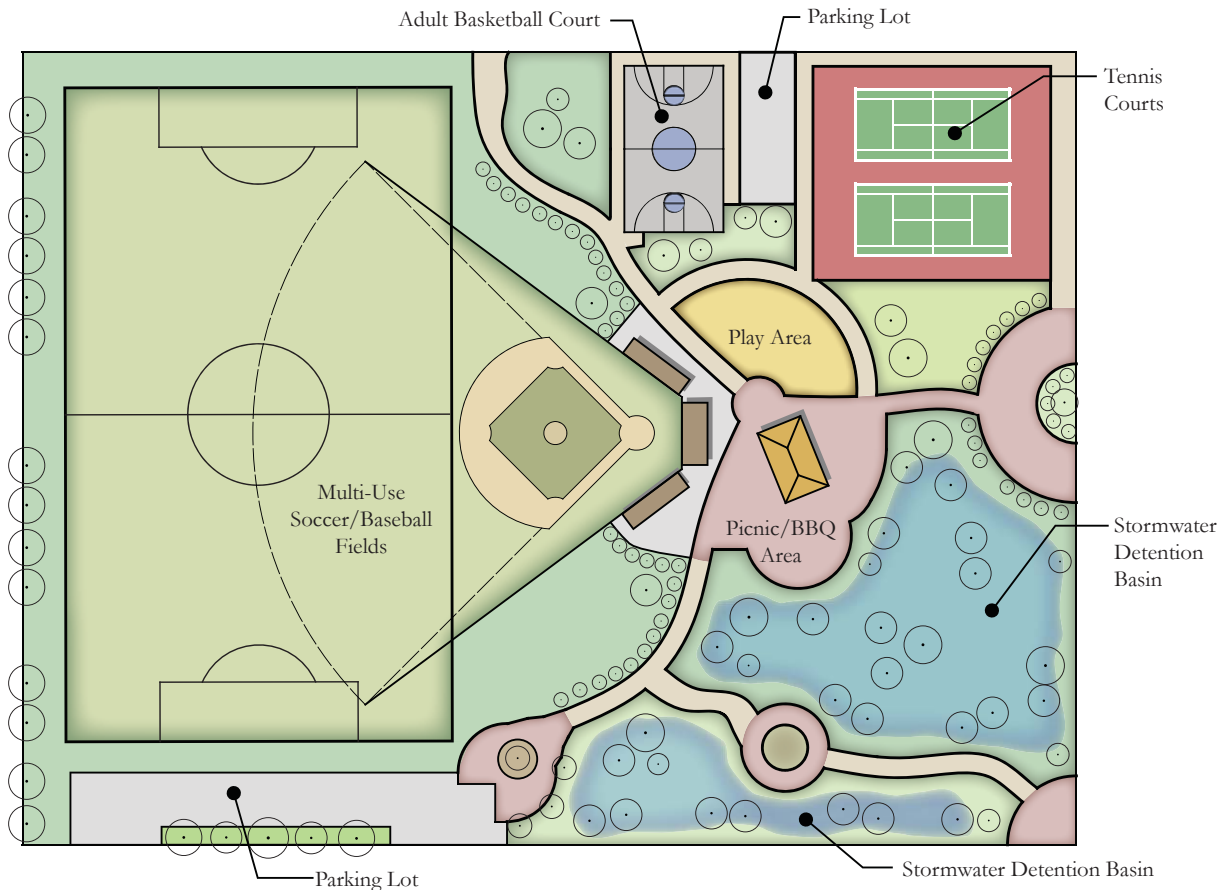 Adult Basketball Court
Parking Lot
Tennis
Courts
Play Area
Multi-Use
Soccer/Baseball
Fields
Picnic/BBQ
Area
Stormwater
Detention
Basin
Stormwater Detention Basin
Parking Lot